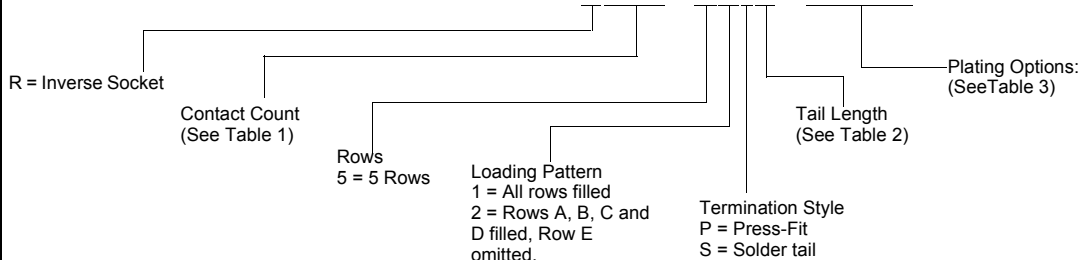 R = Inverse Socket
Contact Count
(See Table 1)
Rows
5 = 5 Rows
Loading Pattern
1 = All rows filled
2 = Rows A, B, C and
D filled, Row E
omitted.
Termination Style
P = Press-Fit
S = Solder tail
Tail Length
(See Table 2)
Plating Options:
(SeeTable 3)